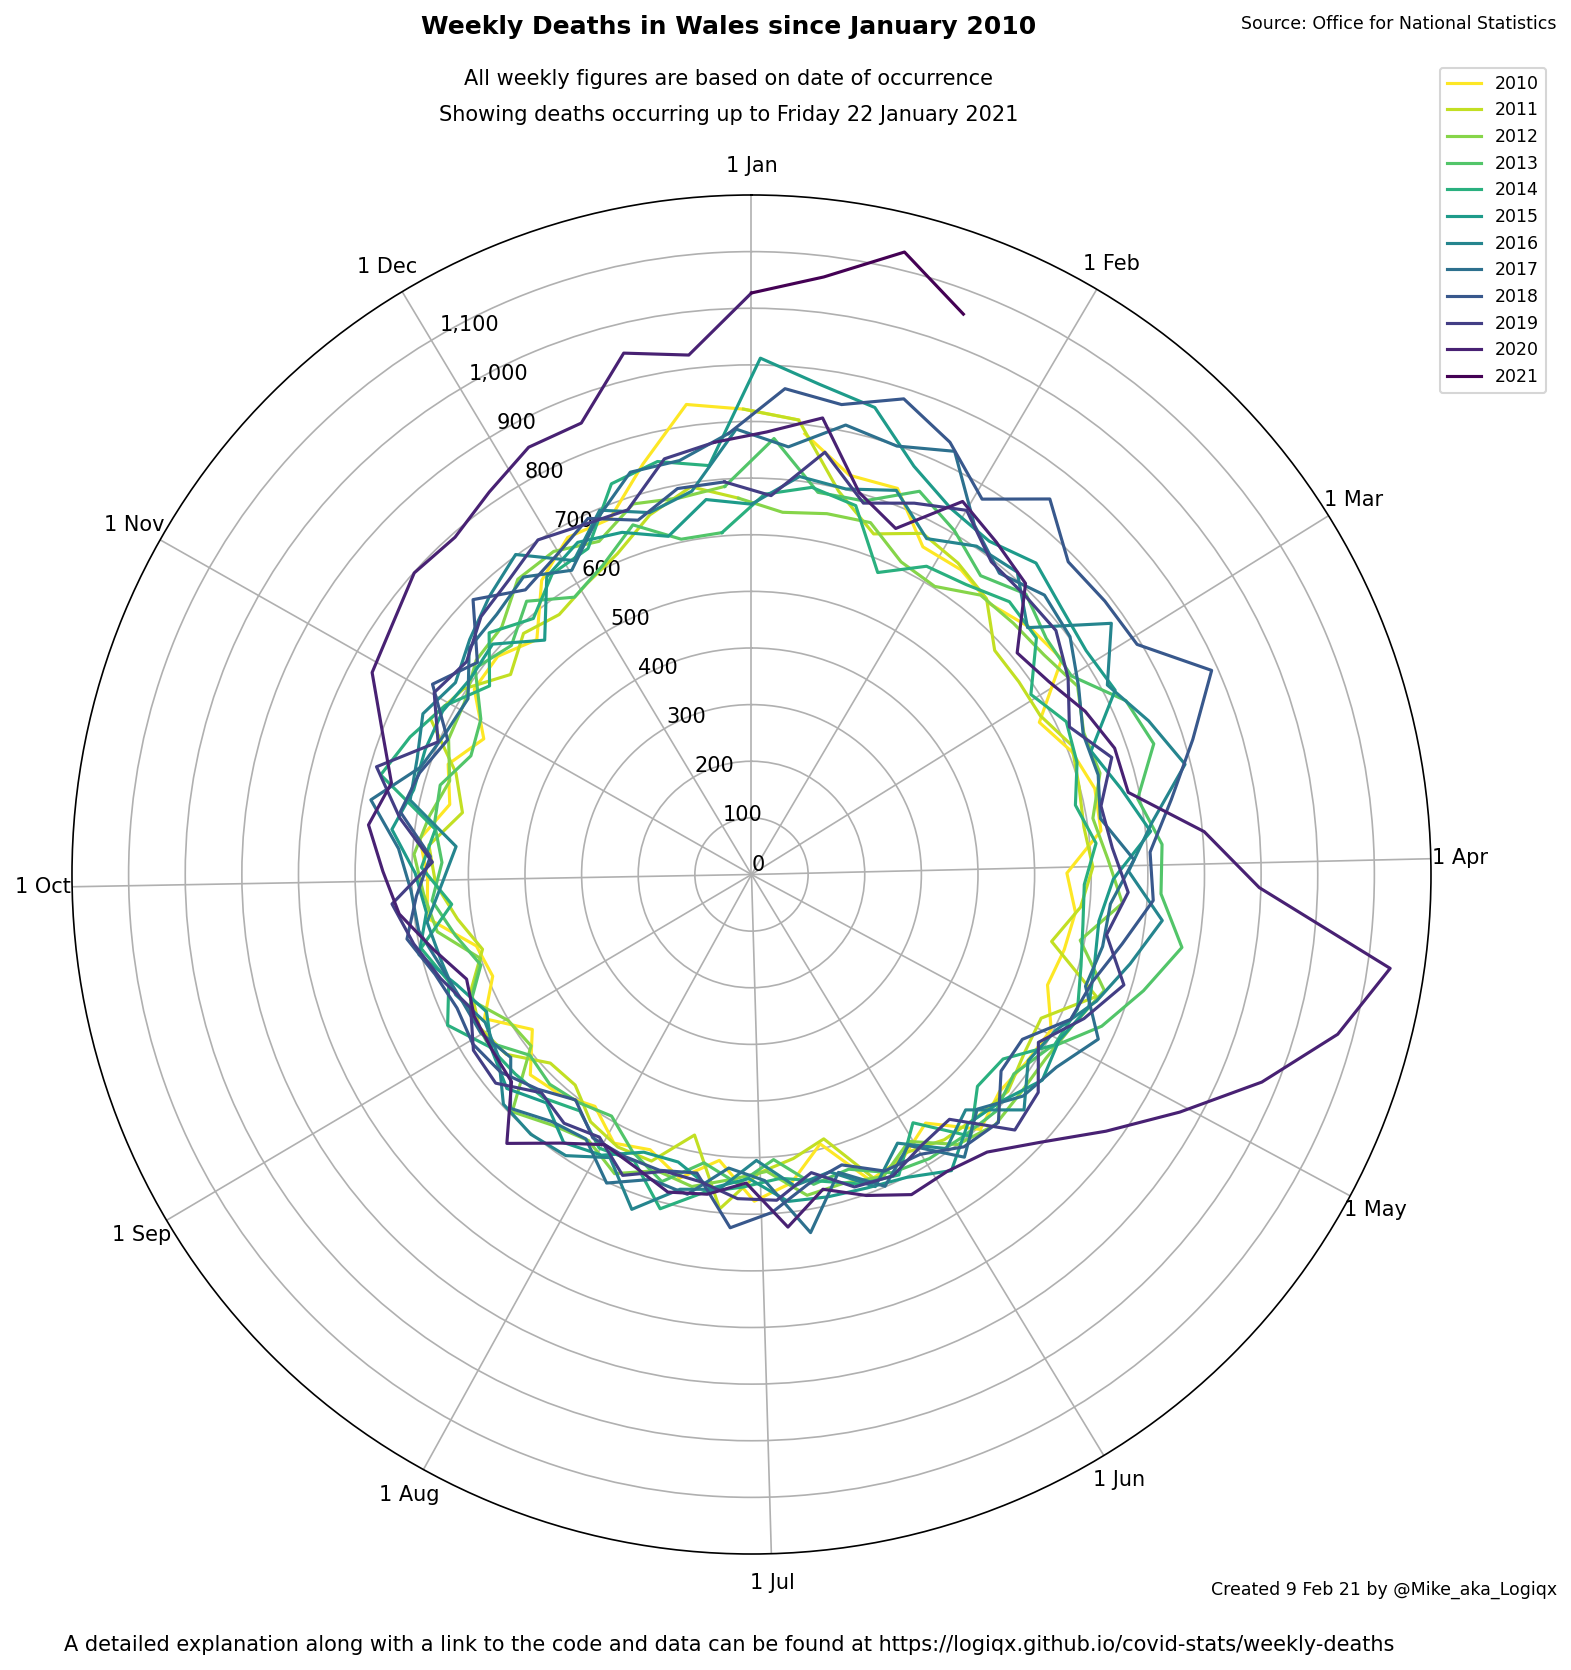 Weekly Deaths in Wales since January 2010
Source: Office for National Statistics
All weekly figures are based on date of occurrence
Showing deaths occurring up to Friday 22 January 2021
2010
2011
2012
2013
2014
2015
2016
2017
2018
2019
2020
2021
1 Jan
1 Feb
1 Mar
1 Apr
1 May
1 Jun
1 Jul
1 Aug
1 Sep
1 Oct
1 Nov
1 Dec
1,100
1,000
900
800
700
600
500
400
300
200
100
0
Created 9 Feb 21 by @Mike_aka_Logiqx
A detailed explanation along with a link to the code and data can be found at https://logiqx.github.io/covid-stats/weekly-deaths